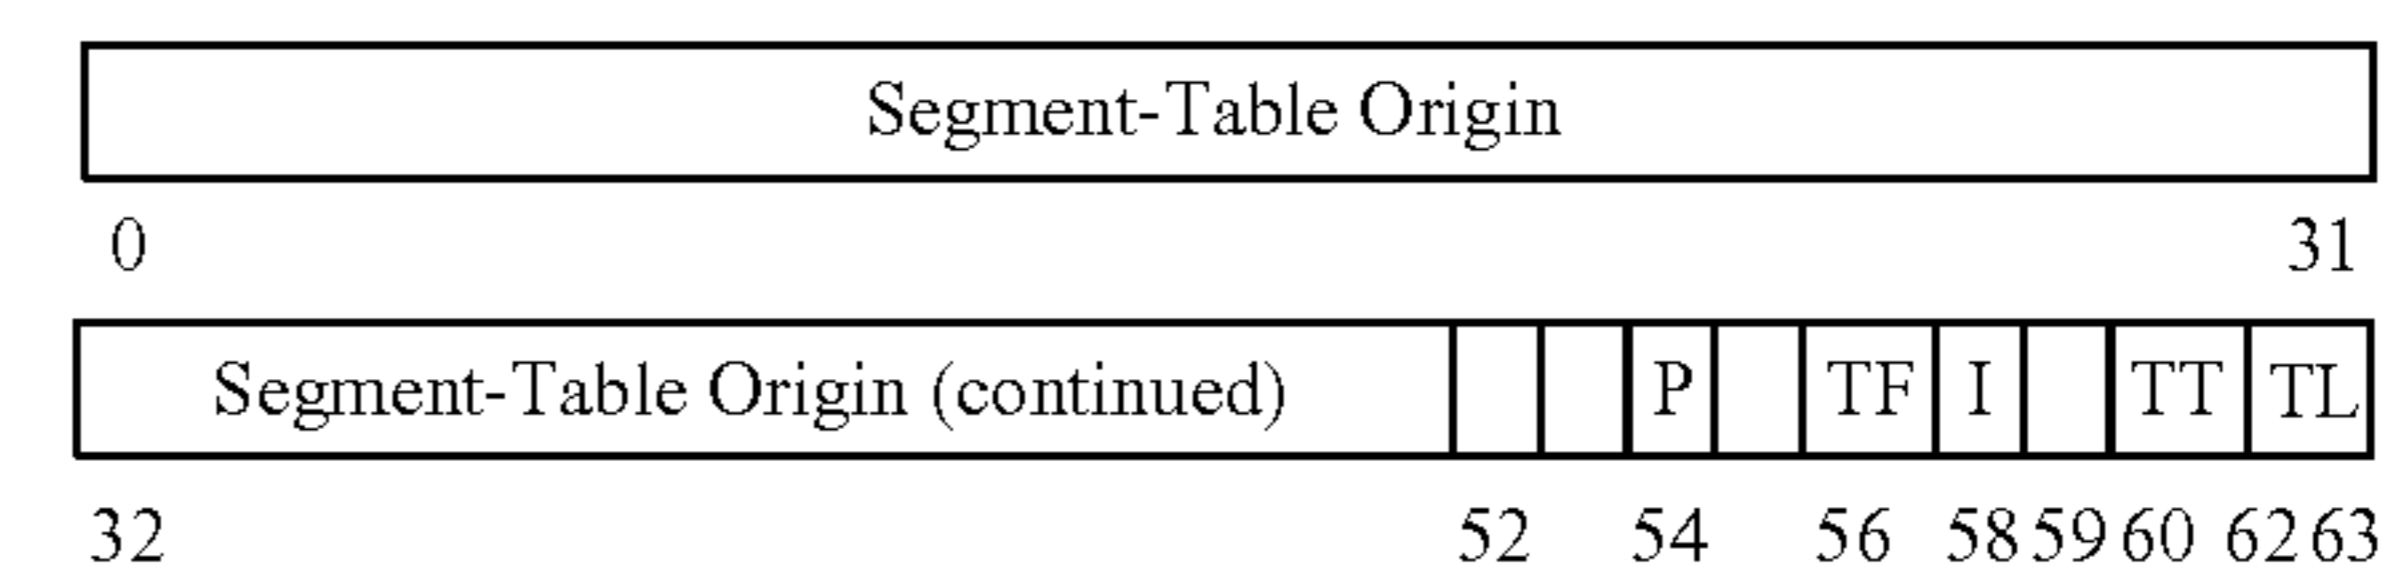 Segment-Table Origin
0 31
Segment-Table Origin (continued) P TF I TT TL
32 52 54 56 58 59 60 62 63